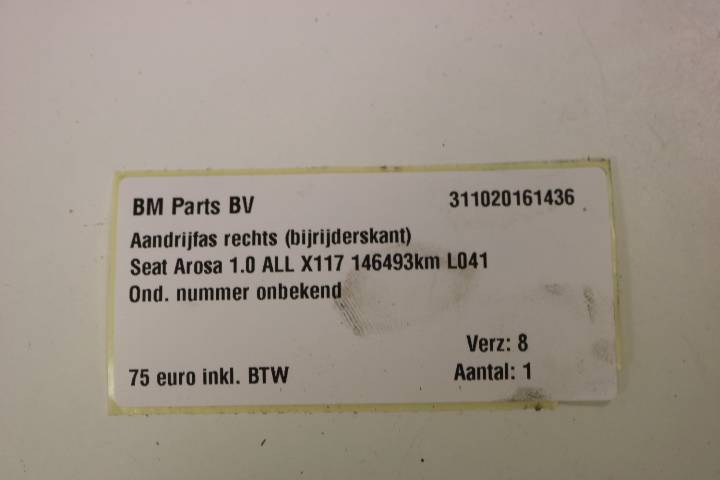 BM Parts BV 311020161436
Aandrijfas rechts (bijrijderskant)
Seat Arosa 1.0 ALL X117 146493km L041
Ond. nummer onbekend
Verz: 8
75 euro inkl. BTW Aantal: 1